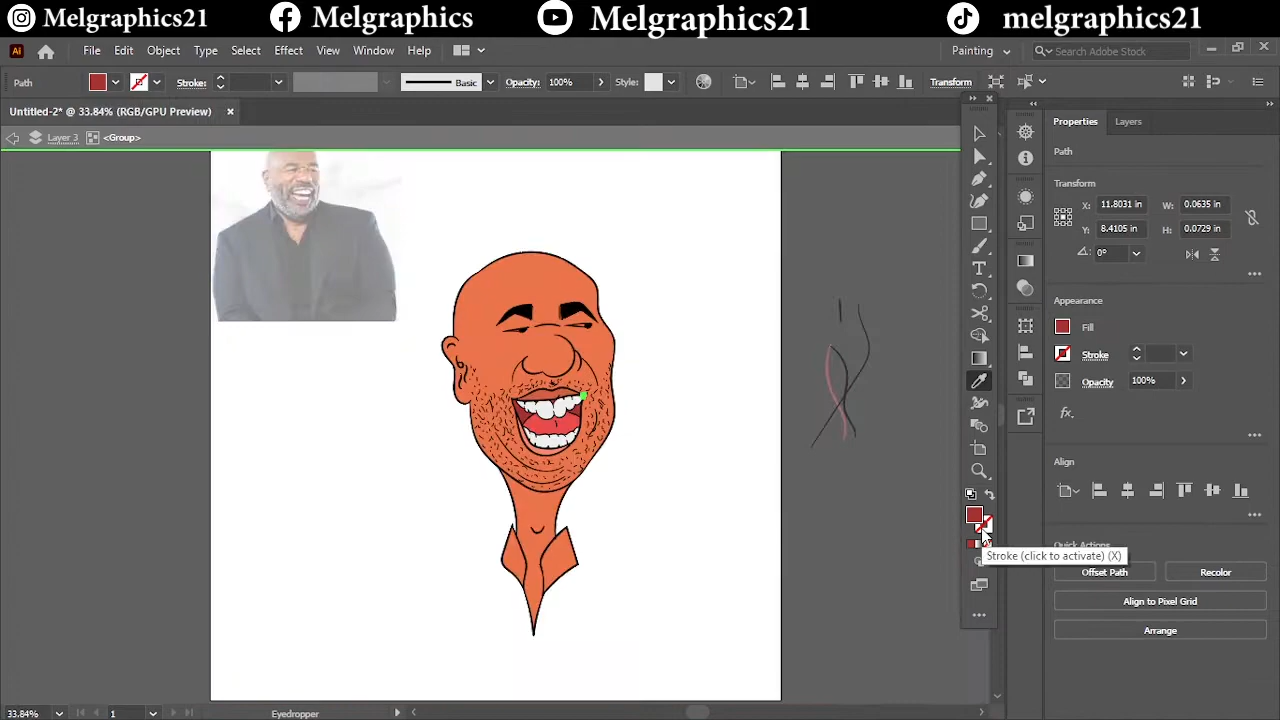 Melgraphics21 Melgraphics Melgraphics21 melgraphics21
Ai File Edit Object Type Select Effect View Window Help Painting Search Adobe Stock
Path Stroke: Basic Opacity: 100% Style: Transform
Untitled-2* @ 33.84% (RGB/GPU Preview)
Layer 3 <Group>
Properties Layers
Path
Transform
X: 11.8031 in W: 0.0635 in
Y: 8.4105 in H: 0.0729 in
0°
Appearance
Fill
Stroke
Opacity 100%
fx.
Align
Quick Actions
Stroke (click to activate) (X)
Offset Path Recolor
Align to Pixel Grid
Arrange
33.84% 1 Eyedropper